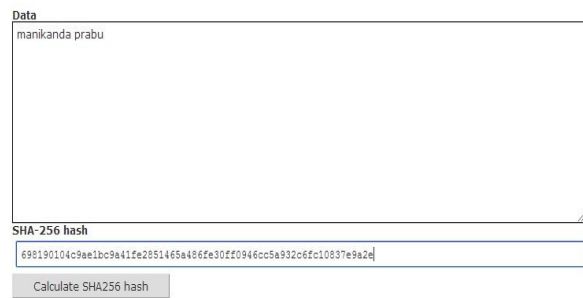 Data
manikanda prabu
SHA-256 hash
698190104c9ae1bc9a41fe2851465a486fe30ff0946cc5a932c6fc10837e9a2e
Calculate SHA256 hash